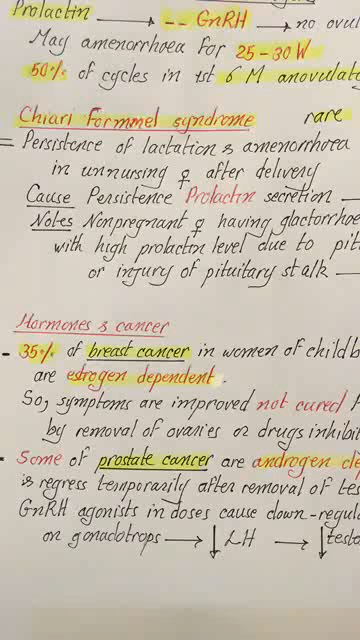 Prolactin → -- GnRH → no ovul
May amenorrhoea for 25-30 W
50% of cycles in 1st 6 M anovulat
Chiari Formmel syndrome rare
= Persistence of lactation & amenorrhoea
in unnursing ♀ after delivery
Cause Persistence Prolactin secretion
Notes Nonpregnant ♀ having glactorrhoe
with high prolactin level due to pit
or injury of pituitary stalk
Hormones & cancer
- 35% of breast cancer in women of childb
are estrogen dependent.
So, symptoms are improved not cured
by removal of ovaries or drugs inhibit
- Some of prostate cancer are androgen de
is regress temporarily after removal of tes
GnRH agonists in doses cause down-regul
on gonadotrops → ↓ LH → ↓ testo